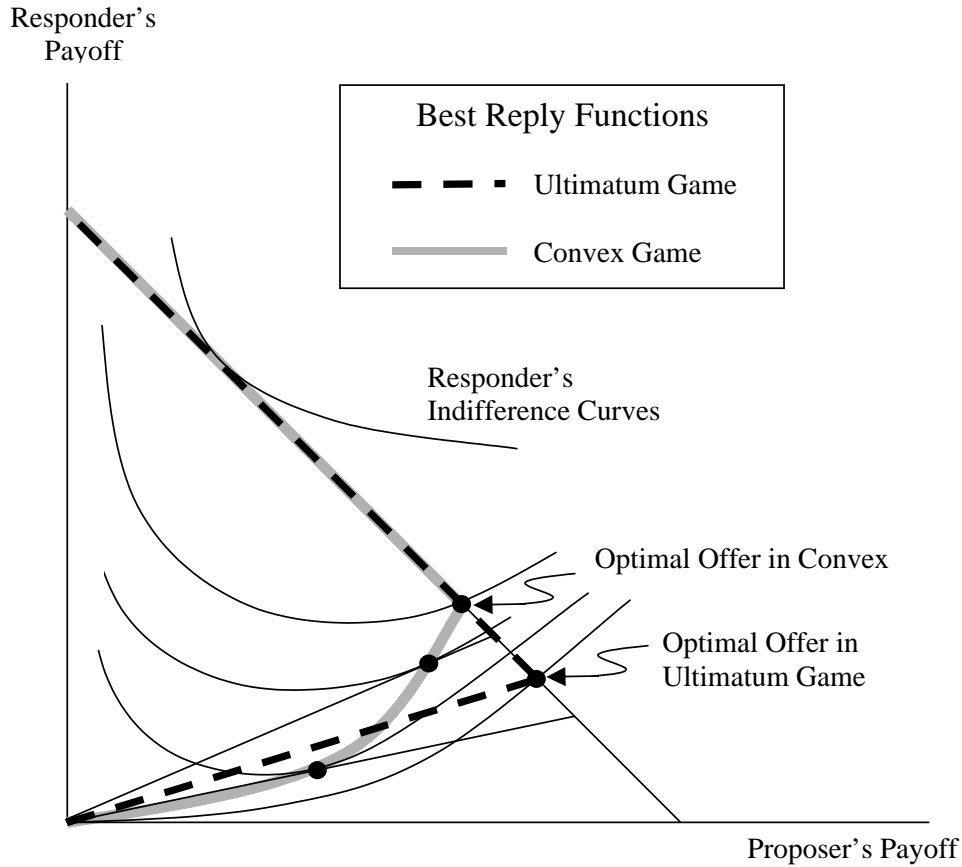 Responder’s
Payoff
Best Reply Functions
Ultimatum Game
Convex Game
Responder’s
Indifference Curves
Optimal Offer in Convex
Optimal Offer in
Ultimatum Game
Proposer’s Payoff